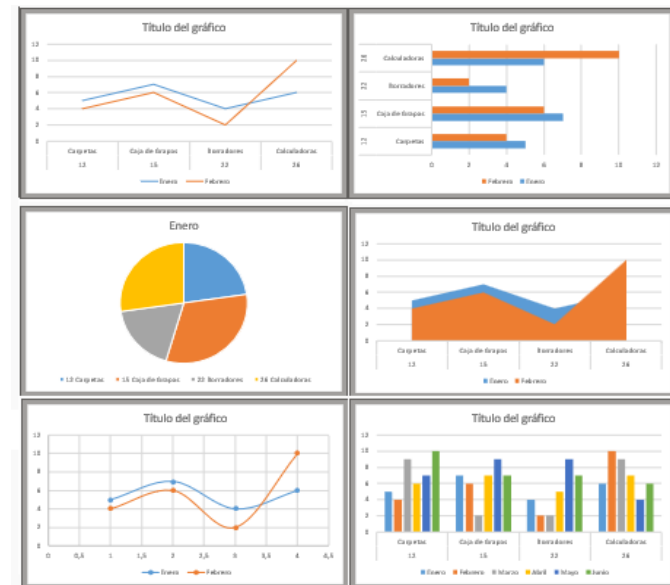 Título del gráfico
12
10
8
6
4
2
0
Carpetas Caja de Grapas Borradores Calculadoras
12 15 22 26
Enero Febrero
Título del gráfico
26 Calculadoras
22 Borradores
15 Caja de Grapas
12 Carpetas
0 2 4 6 8 10 12
Febrero Enero
Enero
12 Carpetas 15 Caja de Grapas 22 Borradores 26 Calculadoras
Título del gráfico
12
10
8
6
4
2
0
Carpetas Caja de Grapas Borradores Calculadoras
12 15 22 26
Enero Febrero
Título del gráfico
12
10
8
6
4
2
0
0 0,5 1 1,5 2 2,5 3 3,5 4 4,5
Enero Febrero
Título del gráfico
12
10
8
6
4
2
0
Carpetas Caja de Grapas Borradores Calculadoras
12 15 22 26
Enero Febrero Marzo Abril Mayo Junio